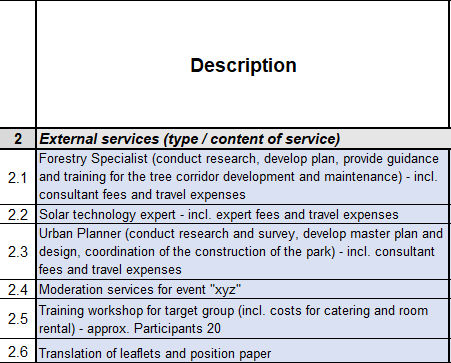 Description
2 External services (type / content of service)
2.1 Forestry Specialist (conduct research, develop plan, provide guidance
and training for the tree corridor development and maintenance) - incl.
consultant fees and travel expenses
2.2 Solar technology expert - incl. expert fees and travel expenses
2.3 Urban Planner (conduct research and survey, develop master plan and
design, coordination of the construction of the park) - incl. consultant
fees and travel expenses
2.4 Moderation services for event "xyz"
2.5 Training workshop for target group (incl. costs for catering and room
rental) - approx. Participants 20
2.6 Translation of leaflets and position paper